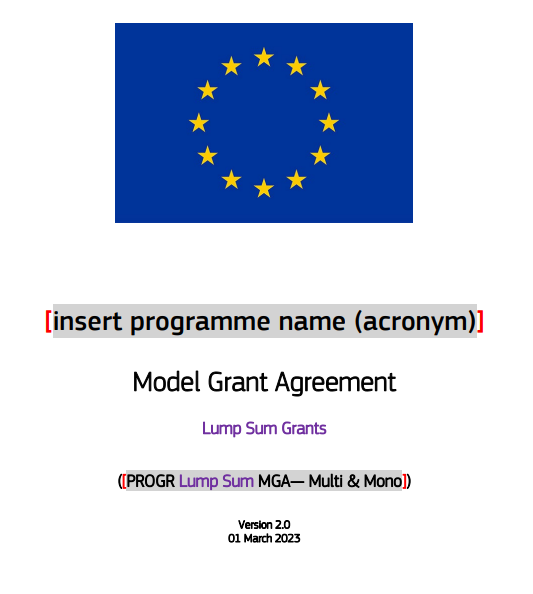 [insert programme name (acronym)]
Model Grant Agreement
Lump Sum Grants
([PROGR Lump Sum MGA— Multi & Mono])
Version 2.0
01 March 2023